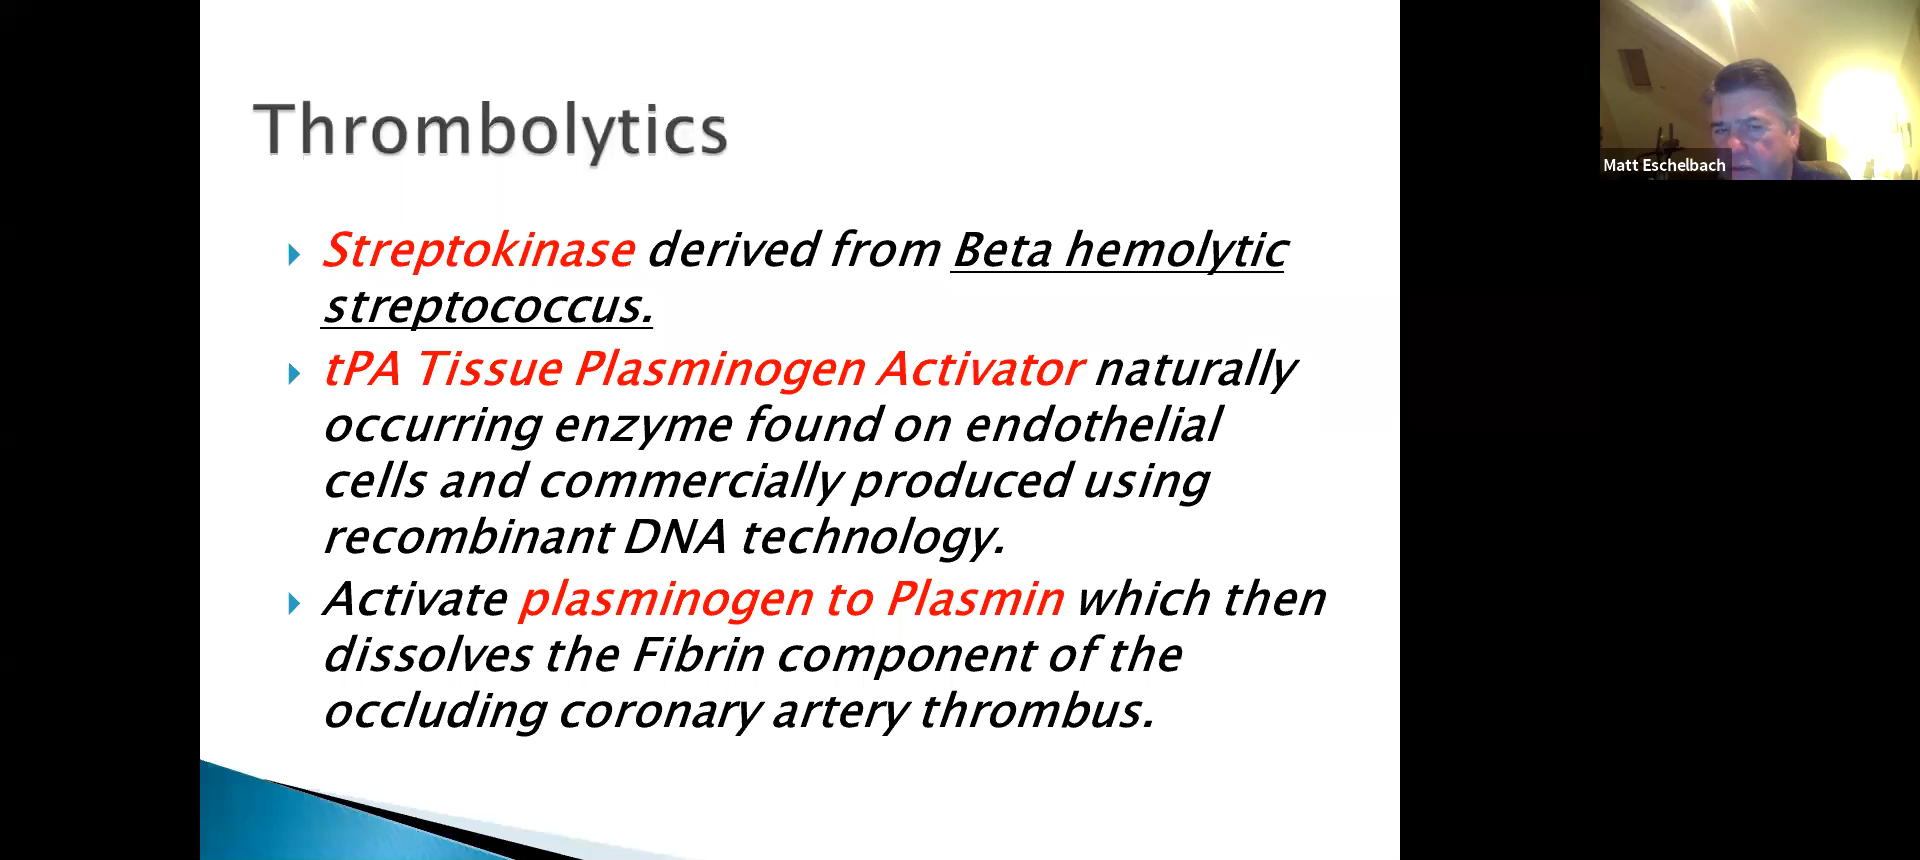 Thrombolytics
Streptokinase derived from Beta hemolytic
streptococcus.
tPA Tissue Plasminogen Activator naturally
occurring enzyme found on endothelial
cells and commercially produced using
recombinant DNA technology.
Activate plasminogen to Plasmin which then
dissolves the Fibrin component of the
occluding coronary artery thrombus.
Matt Eschelbach